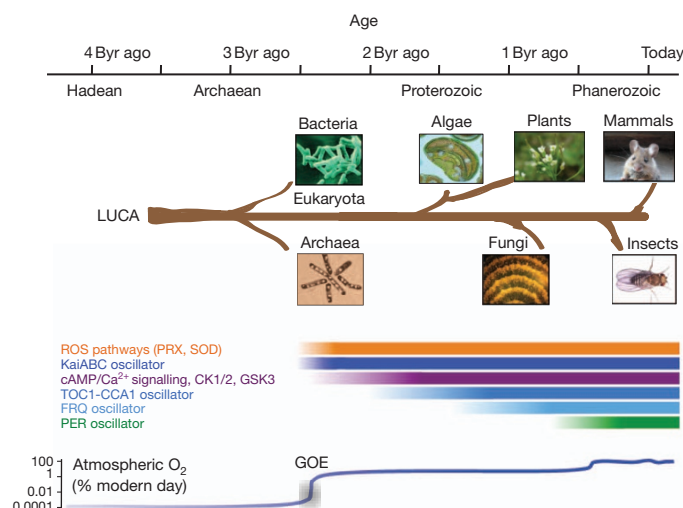 Age
4 Byr ago 3 Byr ago 2 Byr ago 1 Byr ago Today
Hadean Archaean Proterozoic Phanerozoic
Bacteria Algae Plants Mammals
Eukaryota
LUCA
Archaea Fungi Insects
ROS pathways (PRX, SOD)
KaiABC oscillator
cAMP/Ca²⁺ signalling, CK1/2, GSK3
TOC1-CCA1 oscillator
FRQ oscillator
PER oscillator
100 Atmospheric O₂ GOE
1 (% modern day)
0.01
0.0001